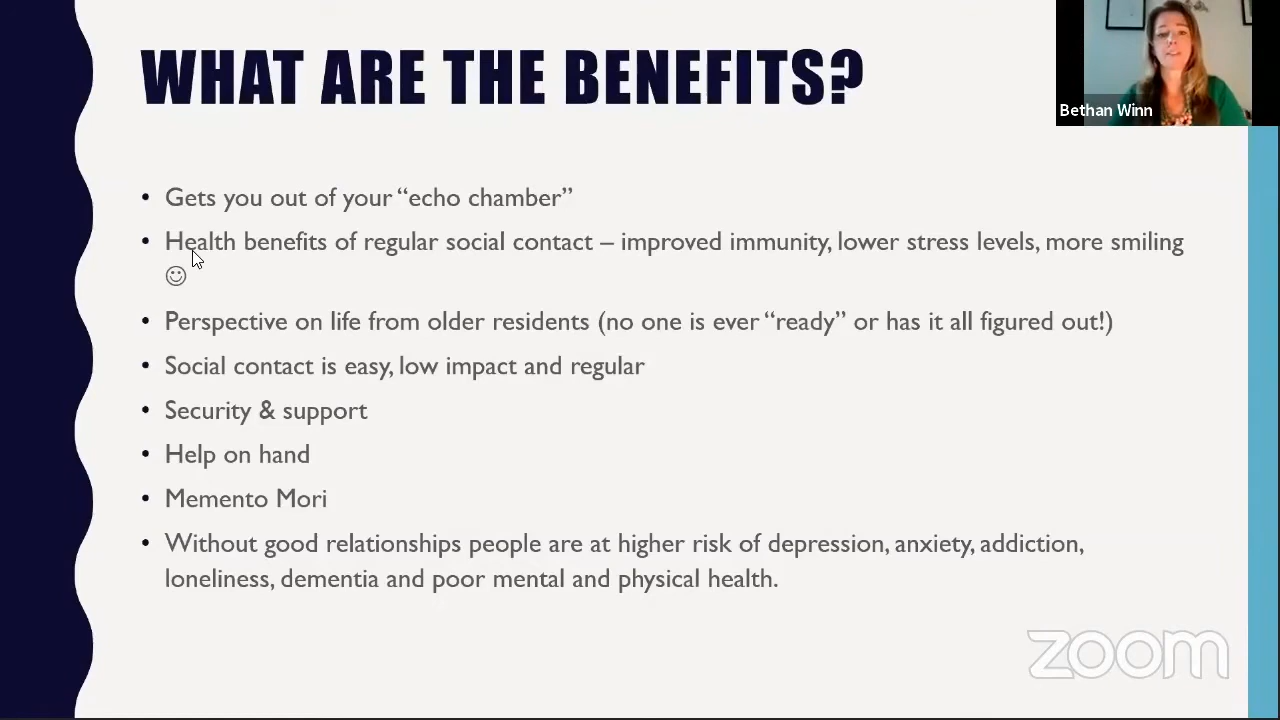 WHAT ARE THE BENEFITS?
Bethan Winn
• Gets you out of your “echo chamber”
• Health benefits of regular social contact – improved immunity, lower stress levels, more smiling
☺
• Perspective on life from older residents (no one is ever “ready” or has it all figured out!)
• Social contact is easy, low impact and regular
• Security & support
• Help on hand
• Memento Mori
• Without good relationships people are at higher risk of depression, anxiety, addiction,
loneliness, dementia and poor mental and physical health.
zoom